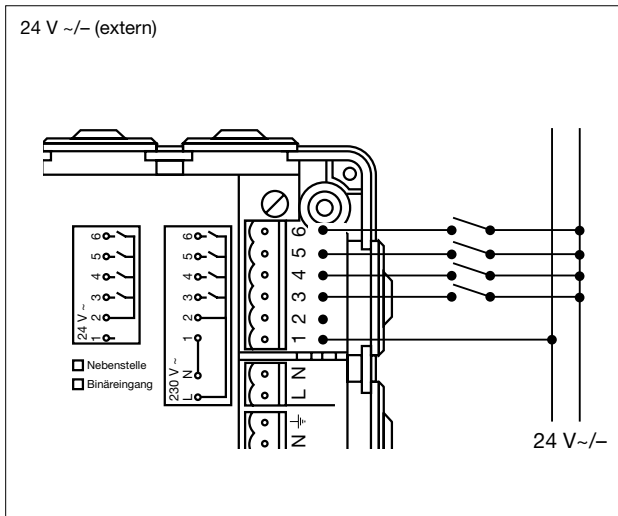 24 V ~/– (extern)
24 V ~ 1 2 3 4 5 6
230 V ~ L N 1 2 3 4 5 6
Nebenstelle
Binäreingang
6
5
4
3
2
1
L N
N
24 V~/–